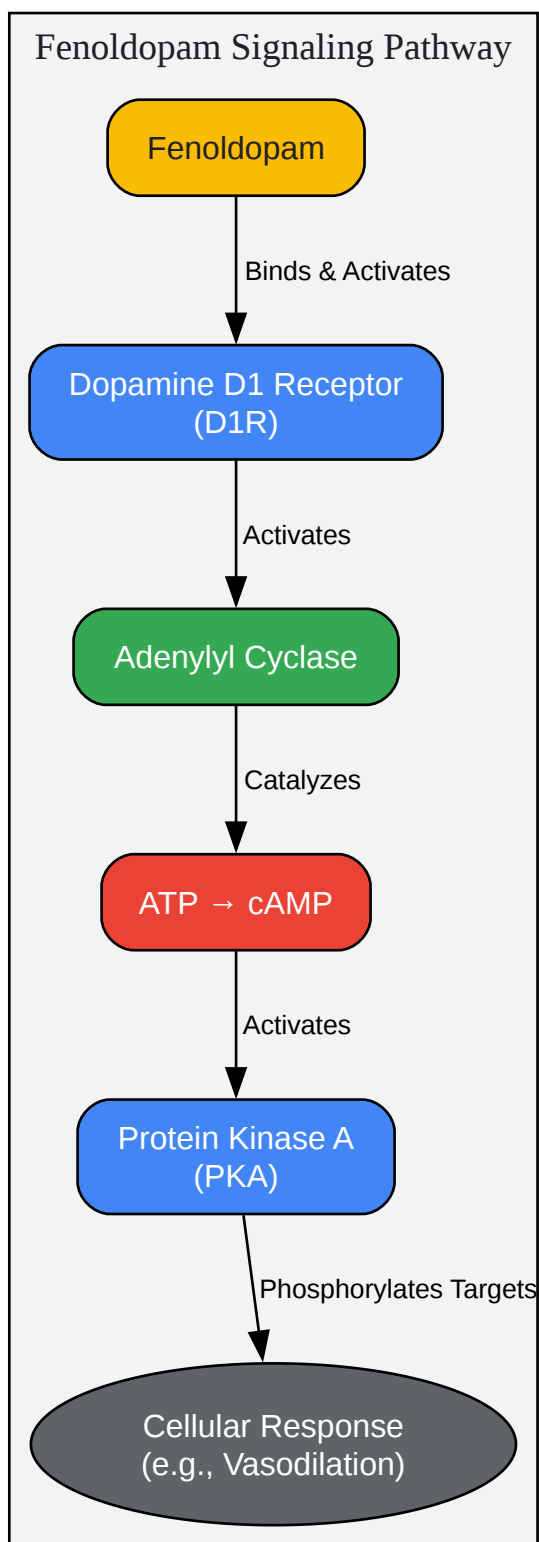 Fenoldopam Signaling Pathway
Fenoldopam
Binds & Activates
Dopamine D1 Receptor
(D1R)
Activates
Adenylyl Cyclase
Catalyzes
ATP → cAMP
Activates
Protein Kinase A
(PKA)
Phosphorylates Targets
Cellular Response
(e.g., Vasodilation)